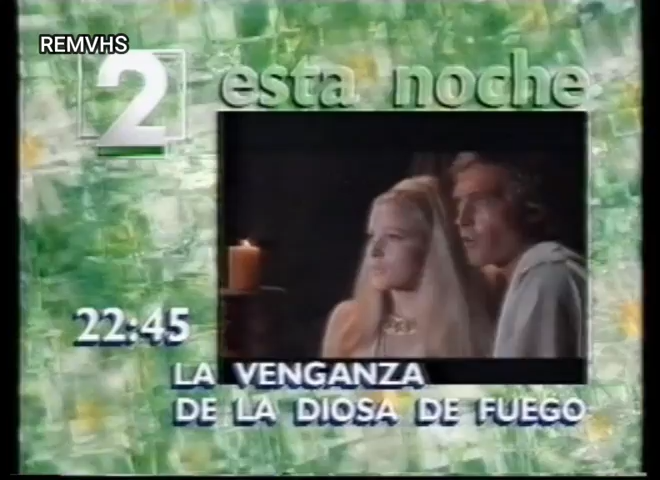 REMVHS
2
esta noche
22:45
LA VENGANZA
DE LA DIOSA DE FUEGO